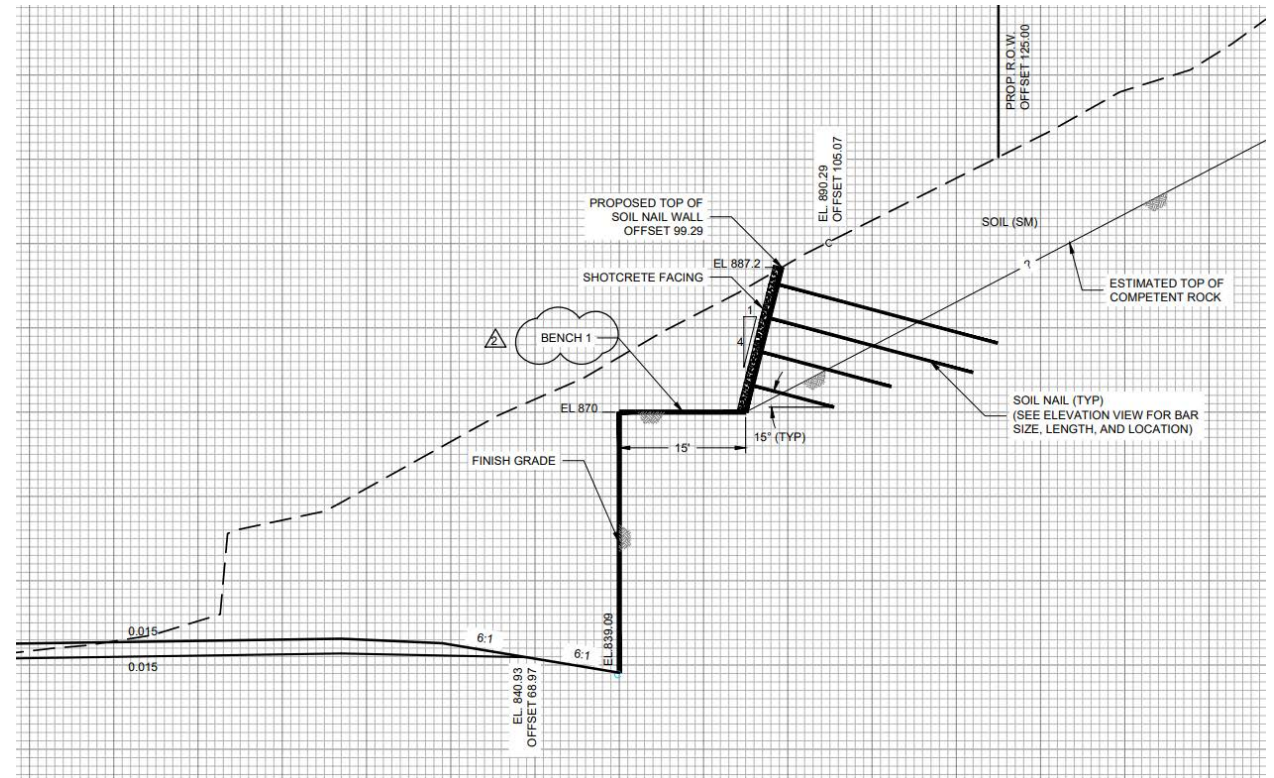 PROP. R.O.W.
OFFSET 125.00
EL. 890.29
OFFSET 105.07
PROPOSED TOP OF
SOIL NAIL WALL
OFFSET 99.29
SOIL (SM)
C
EL 887.2
?
SHOTCRETE FACING
ESTIMATED TOP OF
COMPETENT ROCK
1
4
2
BENCH 1
SOIL NAIL (TYP)
(SEE ELEVATION VIEW FOR BAR
SIZE, LENGTH, AND LOCATION)
EL 870
15° (TYP)
15'
FINISH GRADE
0.015
6:1
EL.839.09
6:1
0.015
EL. 840.93
OFFSET 68.97